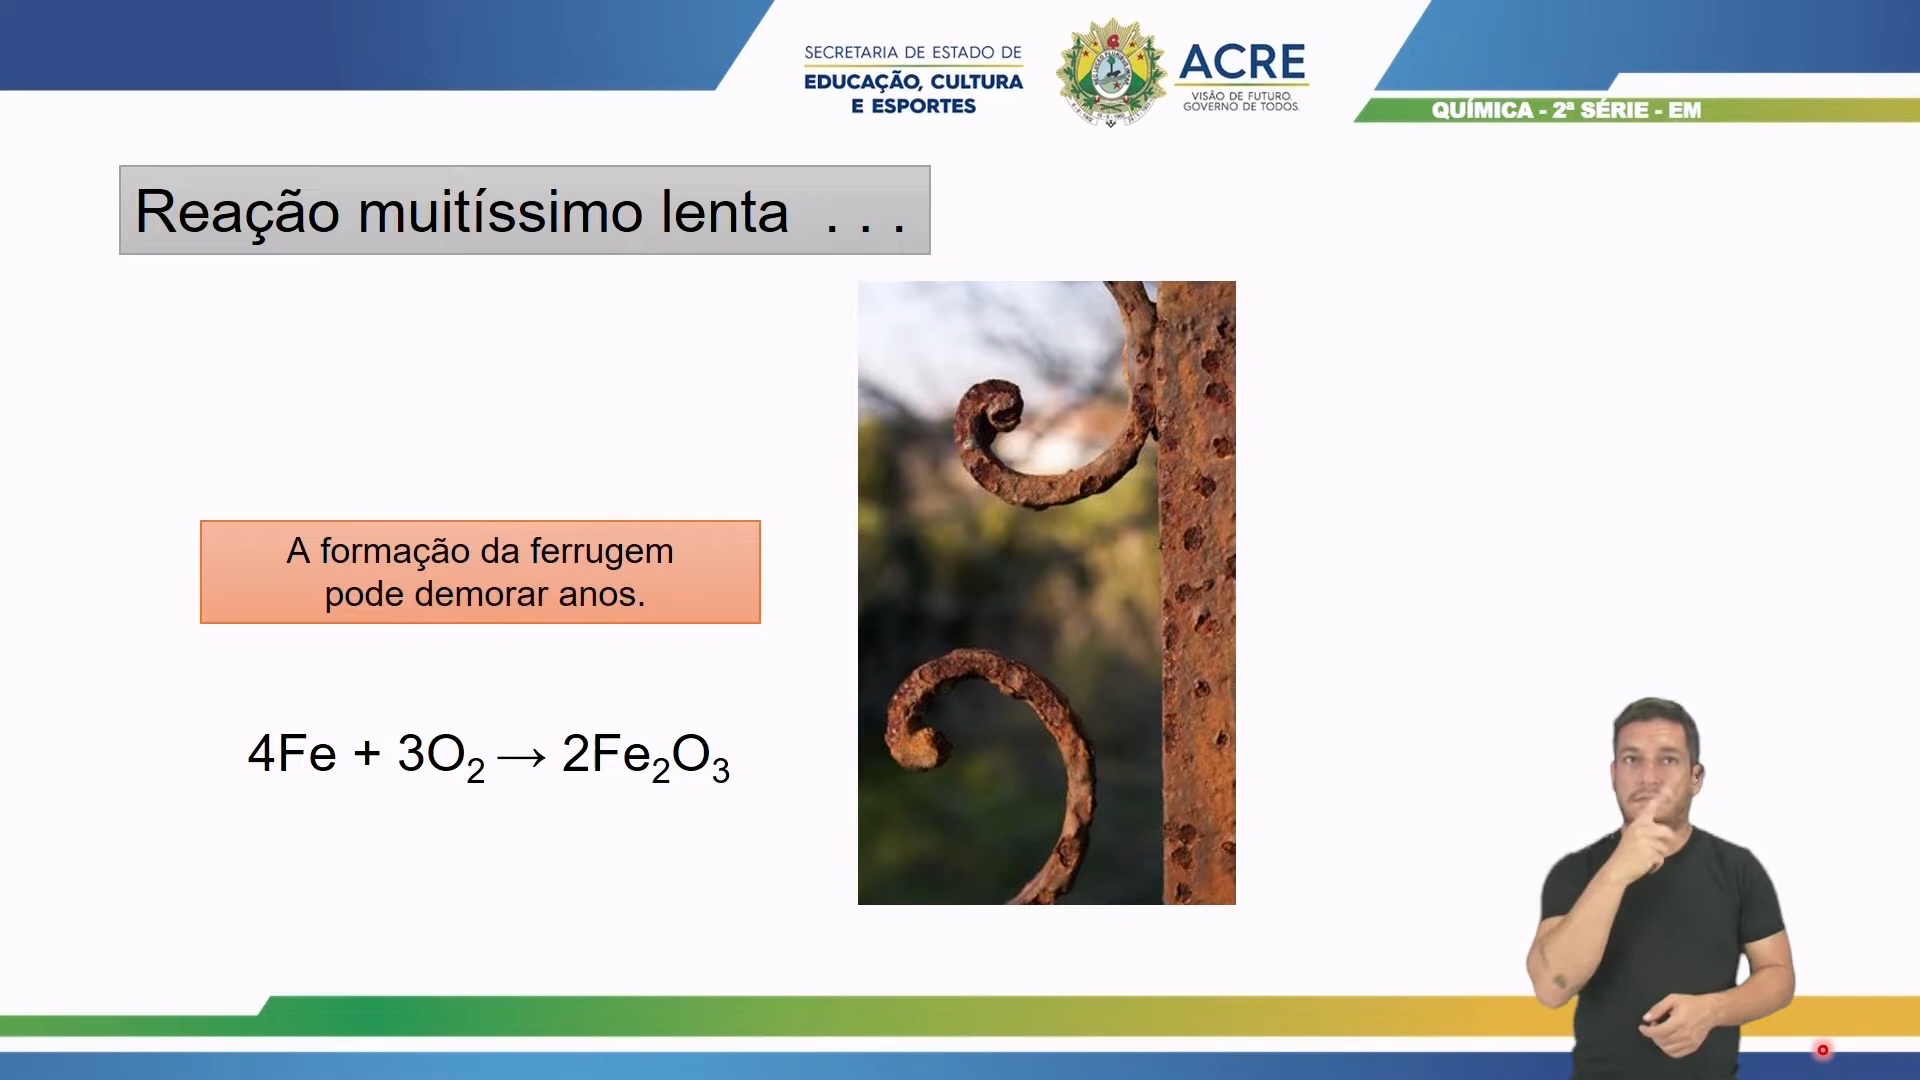 SECRETARIA DE ESTADO DE
EDUCAÇÃO, CULTURA
E ESPORTES
ACRE
VISÃO DE FUTURO.
GOVERNO DE TODOS.
QUÍMICA - 2ª SÉRIE - EM
Reação muitíssimo lenta . . .
A formação da ferrugem
pode demorar anos.
4Fe + 3O₂ → 2Fe₂O₃